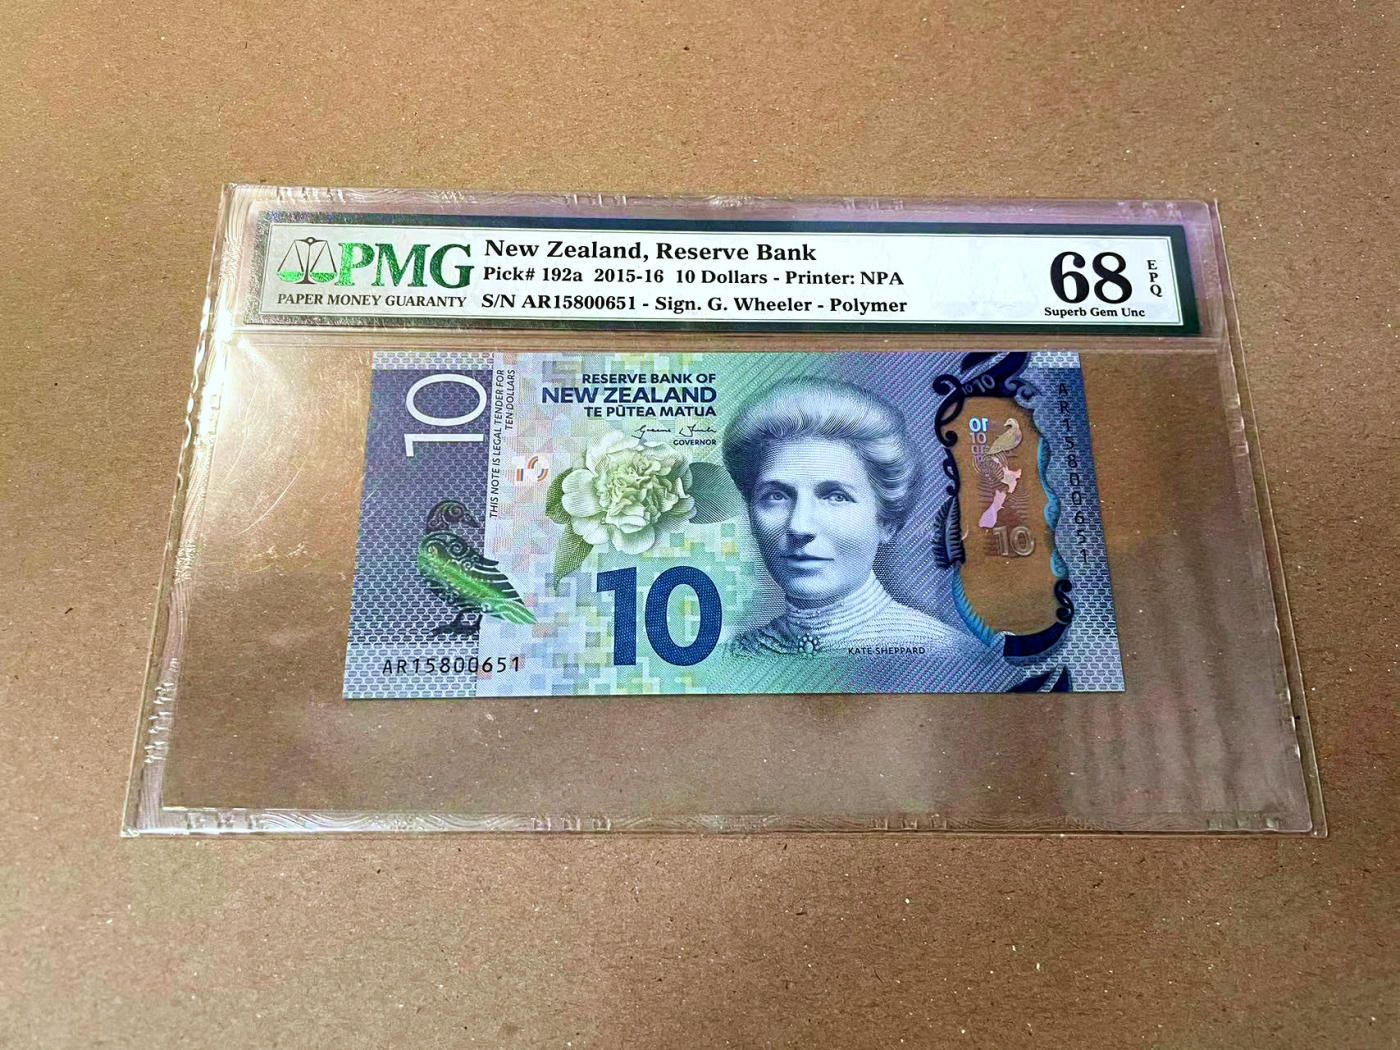 PMG
PAPER MONEY GUARANTY
New Zealand, Reserve Bank
Pick# 192a 2015-16 10 Dollars - Printer: NPA
S/N AR15800651 - Sign. G. Wheeler - Polymer
68
EPQ
Superb Gem Unc
10
THIS NOTE IS LEGAL TENDER FOR
TEN DOLLARS
RESERVE BANK OF
NEW ZEALAND
TE PŪTEA MATUA
GOVERNOR
10
AR15800651
KATE SHEPPARD
10
10
10
10
AR15800651